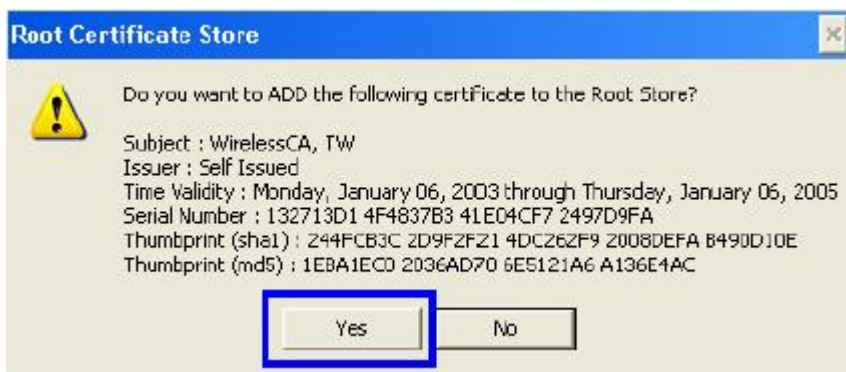 Root Certificate Store
Do you want to ADD the following certificate to the Root Store?
Subject : WirelessCA, TW
Issuer : Self Issued
Time Validity : Monday, January 06, 2003 through Thursday, January 06, 2005
Serial Number : 132713D1 4F4837B3 41E04CF7 2497D9FA
Thumbprint (sha1) : 244FCB3C 2D9F2F21 4DC262F9 2008DEFA B490D10E
Thumbprint (md5) : 1EBA1EC0 2036AD70 6E5121A6 A136E4AC
Yes No